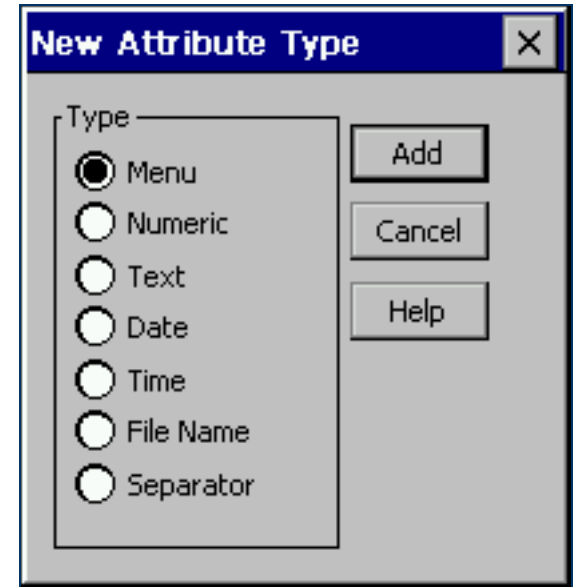 New Attribute Type
Type
Menu
Numeric
Text
Date
Time
File Name
Separator
Add
Cancel
Help